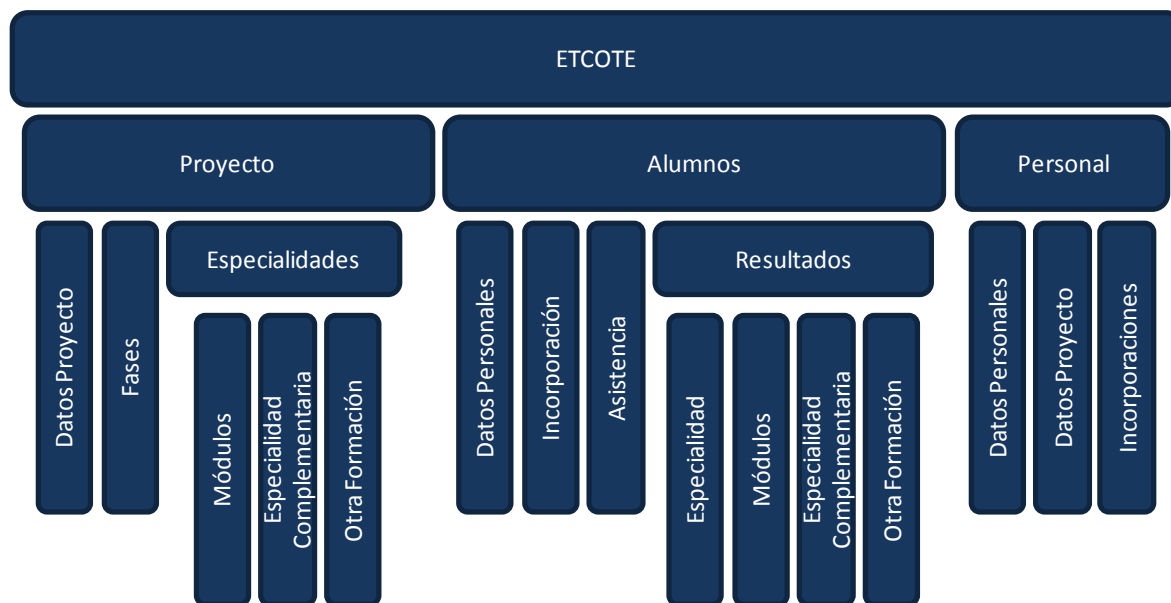 ETCOTE
Proyecto
Alumnos
Personal
Datos Proyecto
Fases
Especialidades
Módulos
Especialidad
Complementaria
Otra Formación
Datos Personales
Incorporación
Asistencia
Resultados
Especialidad
Módulos
Especialidad
Complementaria
Otra Formación
Datos Personales
Datos Proyecto
Incorporaciones